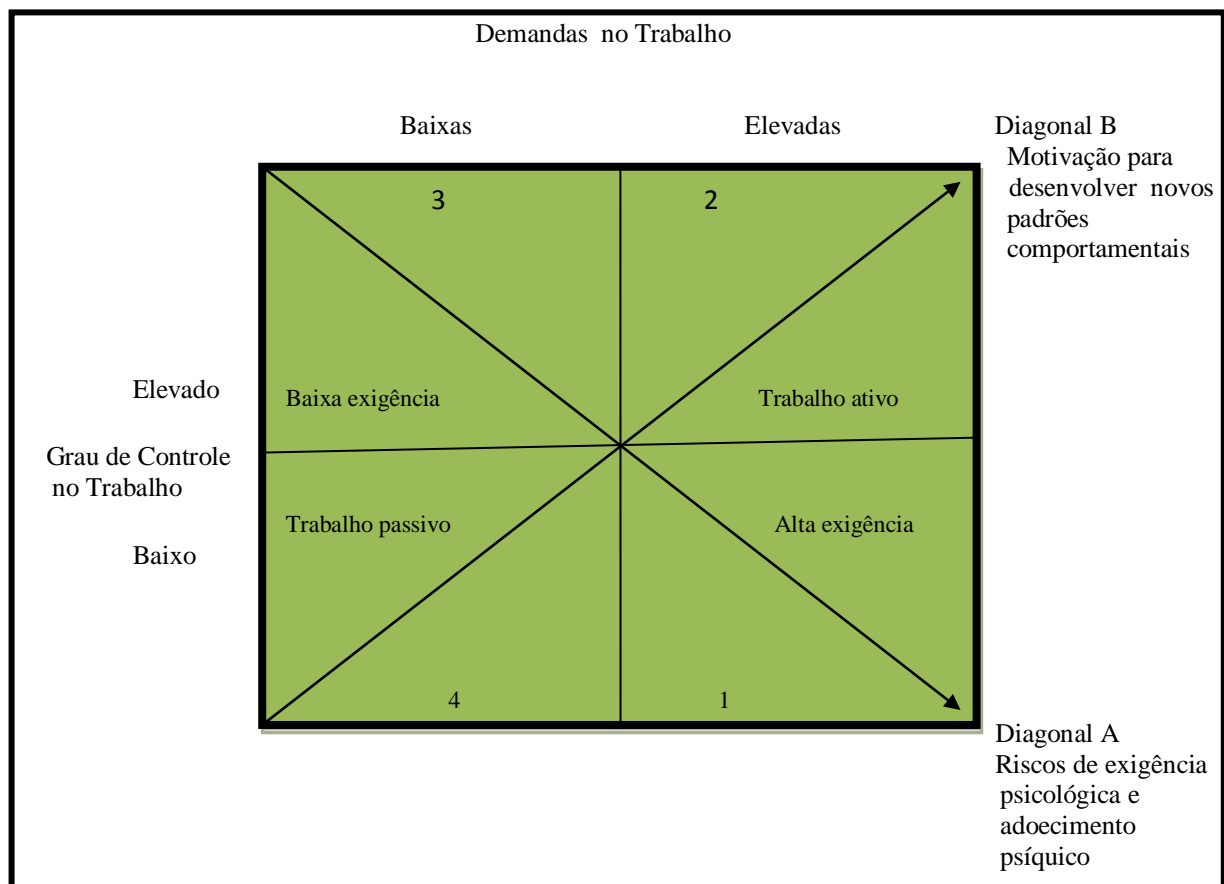 Demandas no Trabalho
Baixas
Elevadas
Diagonal B
Motivação para
desenvolver novos
padrões
comportamentais
3
2
Elevado
Baixa exigência
Trabalho ativo
Grau de Controle
no Trabalho
Trabalho passivo
Alta exigência
Baixo
4
1
Diagonal A
Riscos de exigência
psicológica e
adoecimento
psíquico